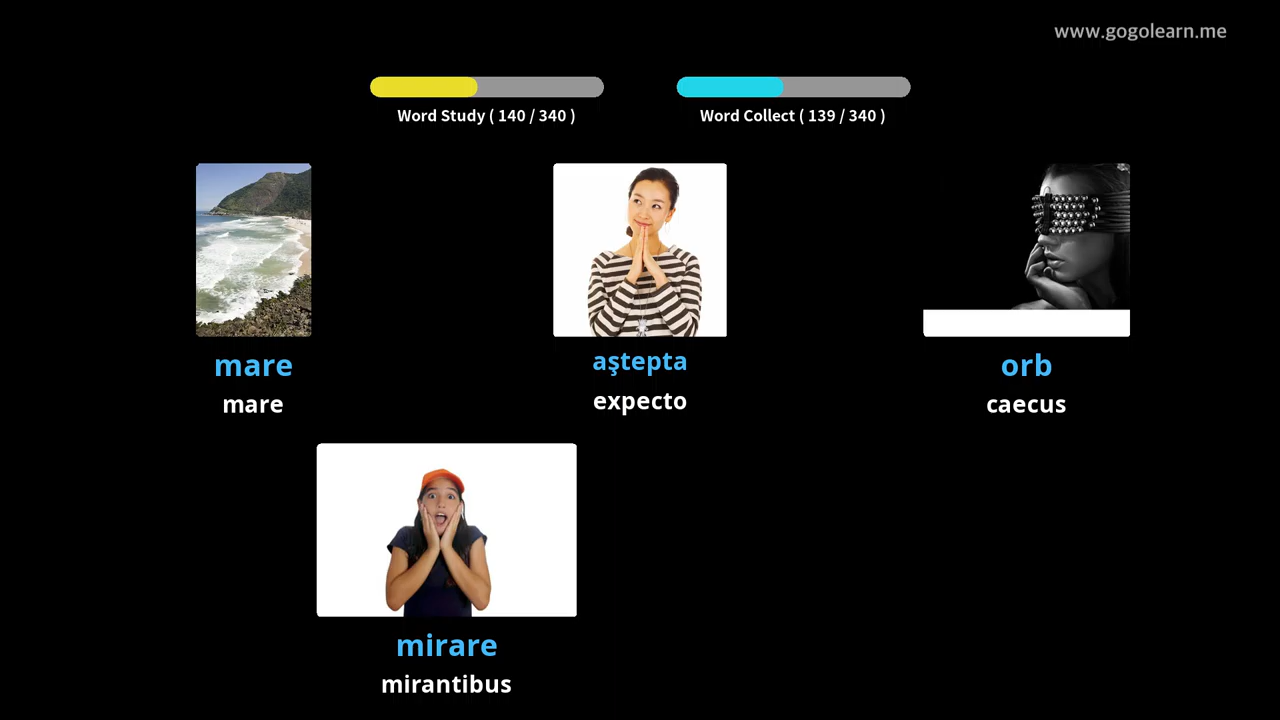 www.gogolearn.me
Word Study ( 140 / 340 )
Word Collect ( 139 / 340 )
mare
mare
aştepta
expecto
orb
caecus
mirare
mirantibus